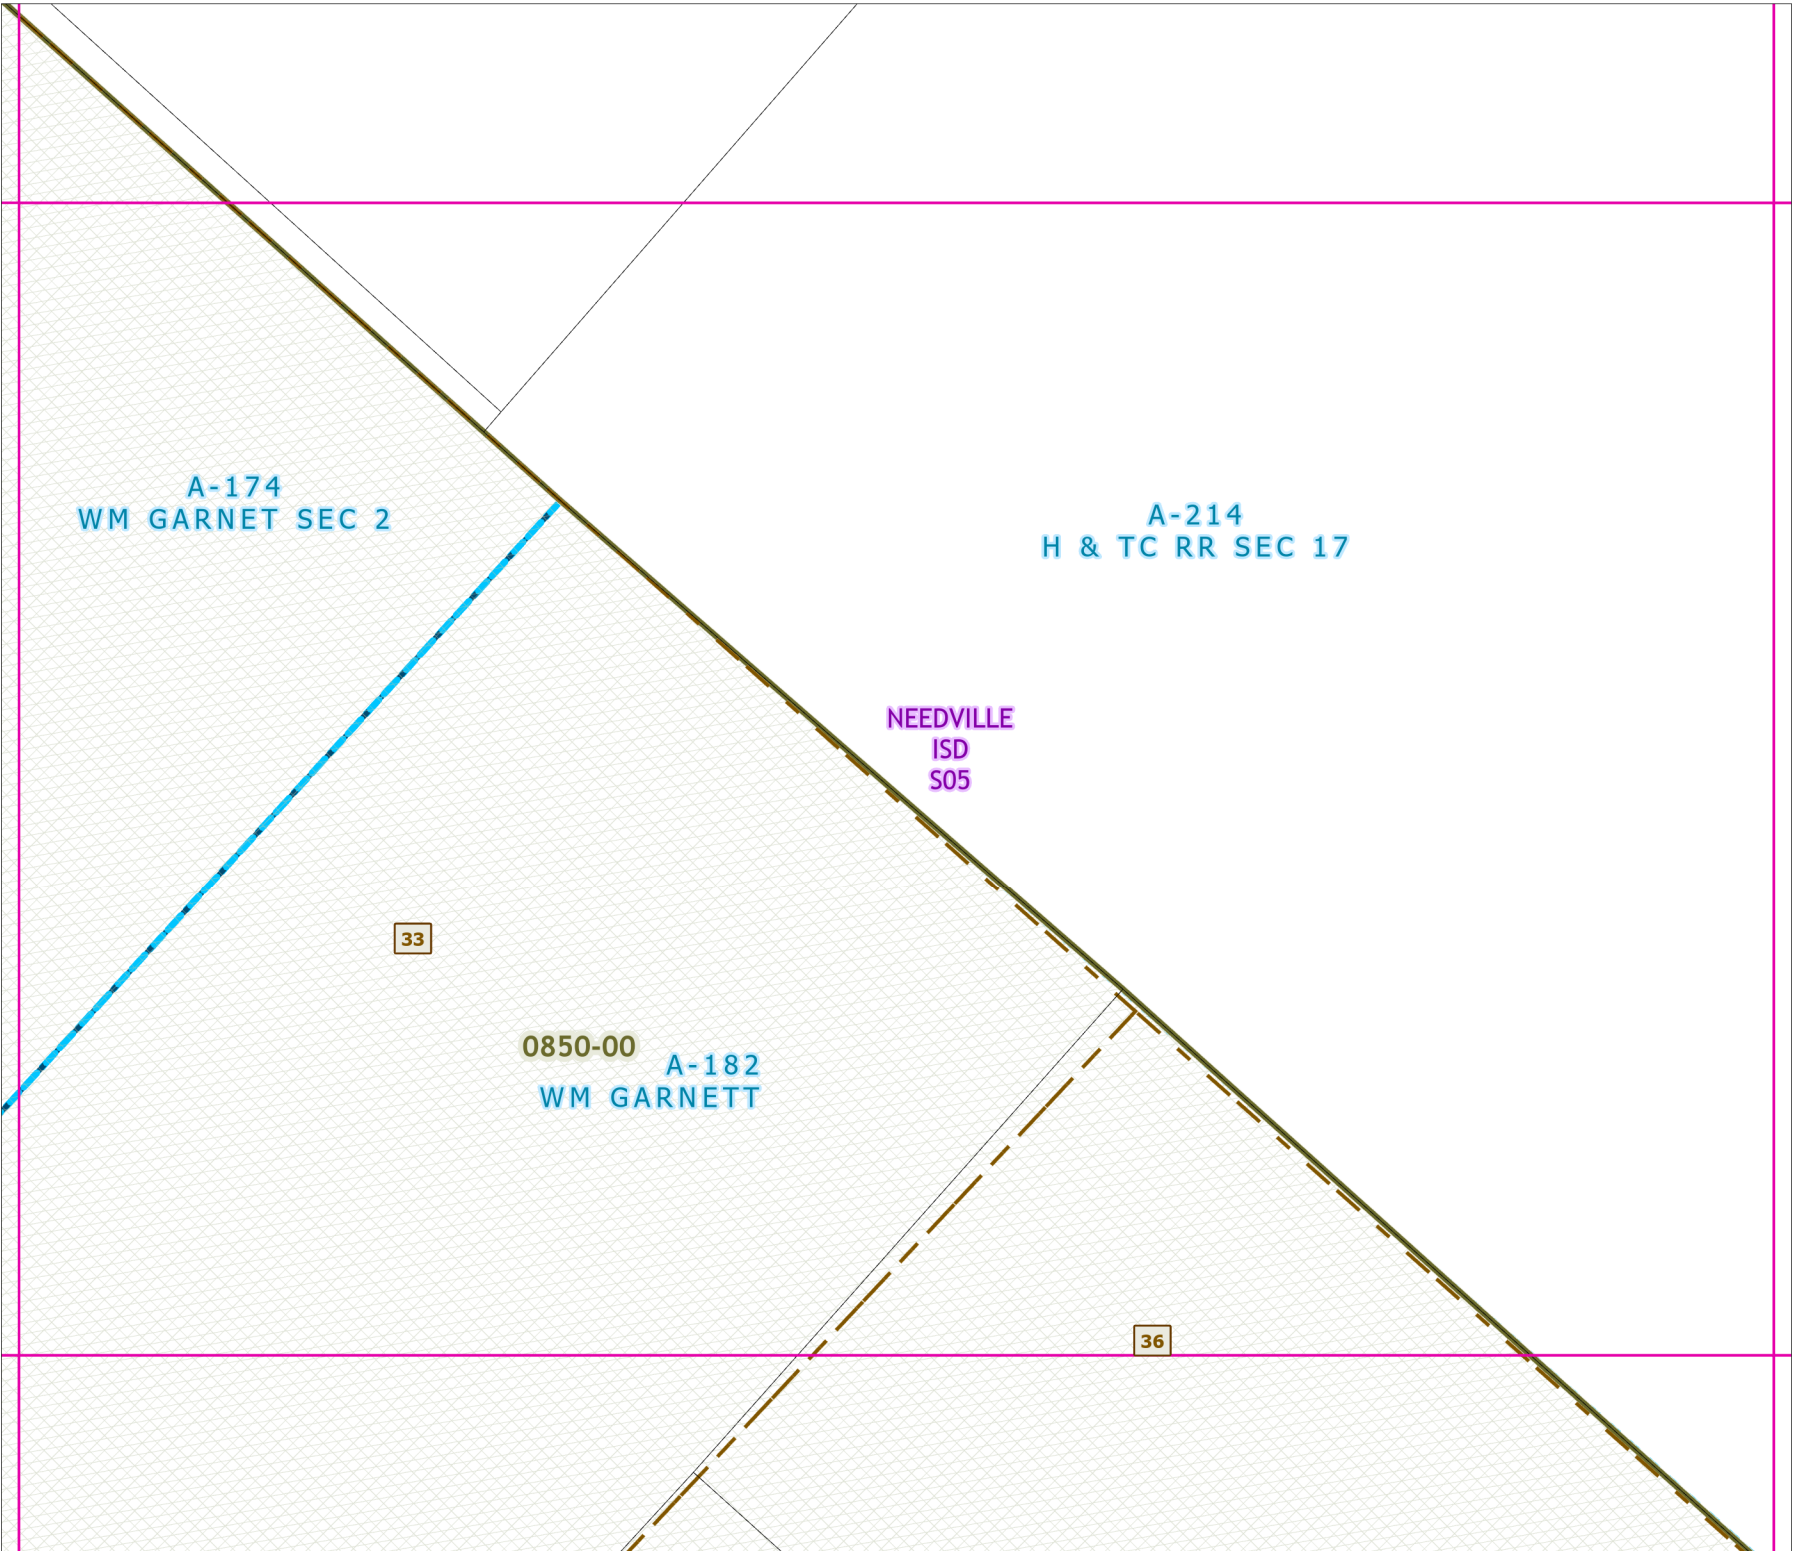 A-174
WM GARNET SEC 2
A-214
H & TC RR SEC 17
NEEDVILLE
ISD
S05
33
0850-00
A-182
WM GARNETT
36